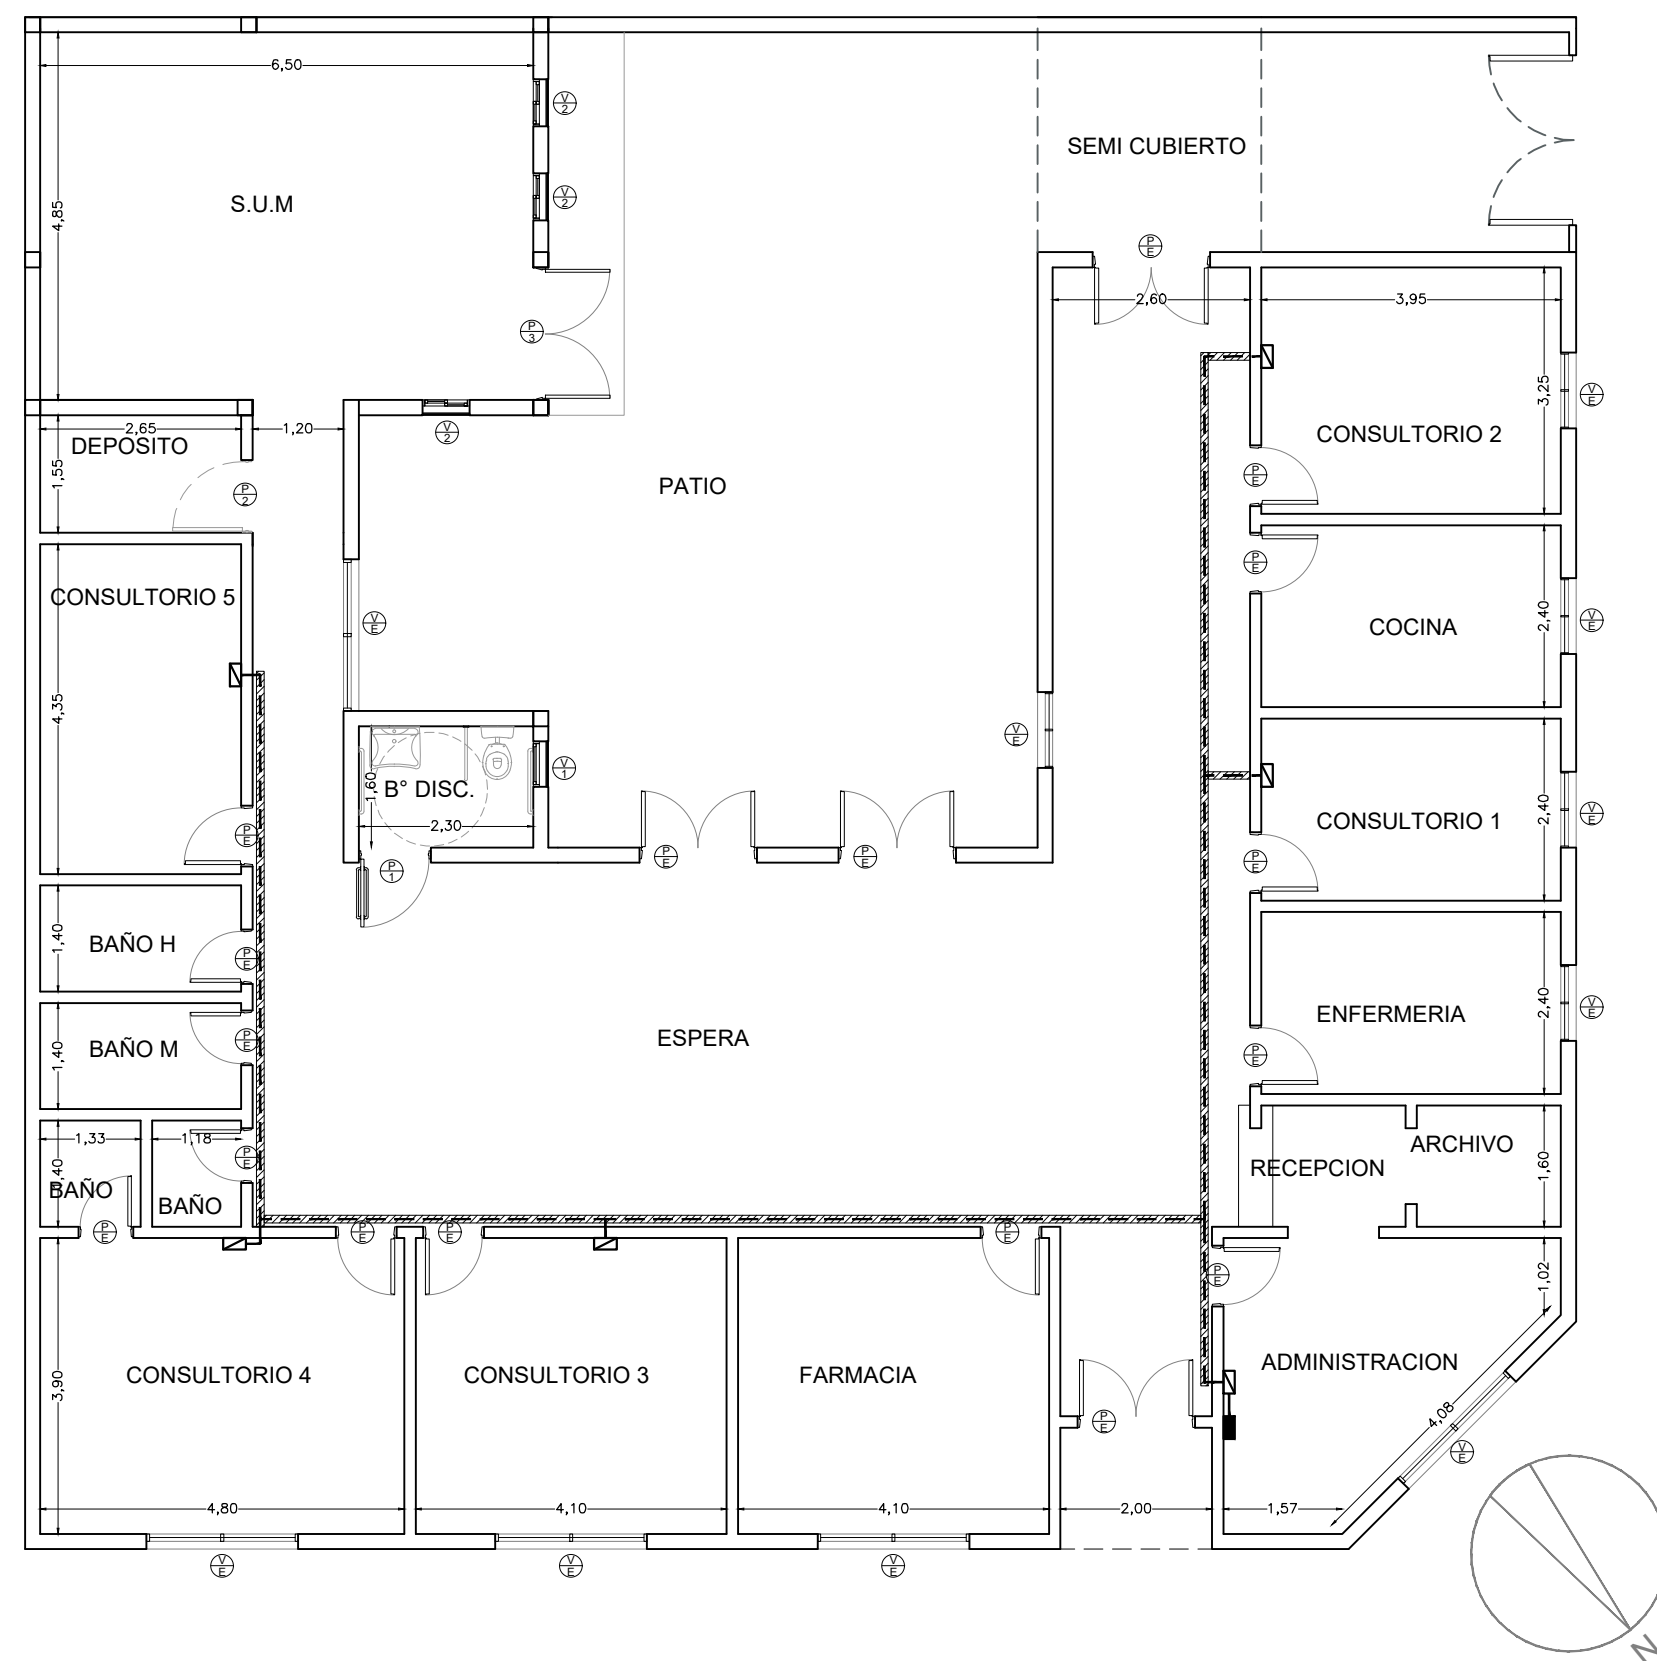 6,50
V
2
SEMI CUBIERTO
V
2
S.U.M
4,85
P
E
2,60
3,95
P
3
3,25
V
E
2,65
1,20
V
2
DEPOSITO
CONSULTORIO 2
1,55
P
2
PATIO
P
E
P
E
CONSULTORIO 5
V
E
COCINA
2,40
V
E
4,35
V
E
V
1
1,60
B° DISC.
2,30
CONSULTORIO 1
2,40
V
E
P
E
P
E
P
E
P
E
P
1
BAÑO H
1,40
P
E
ENFERMERIA
2,40
V
E
ESPERA
BAÑO M
1,40
P
E
P
E
1,33
1,18
P
E
ARCHIVO
RECEPCION
1,60
1,40
BAÑO
BAÑO
P
E
P
E
P
E
P
E
P
E
1,02
CONSULTORIO 4
CONSULTORIO 3
FARMACIA
ADMINISTRACION
3,90
P
E
4,08
V
E
4,80
4,10
4,10
2,00
1,57
V
E
V
E
V
E
N